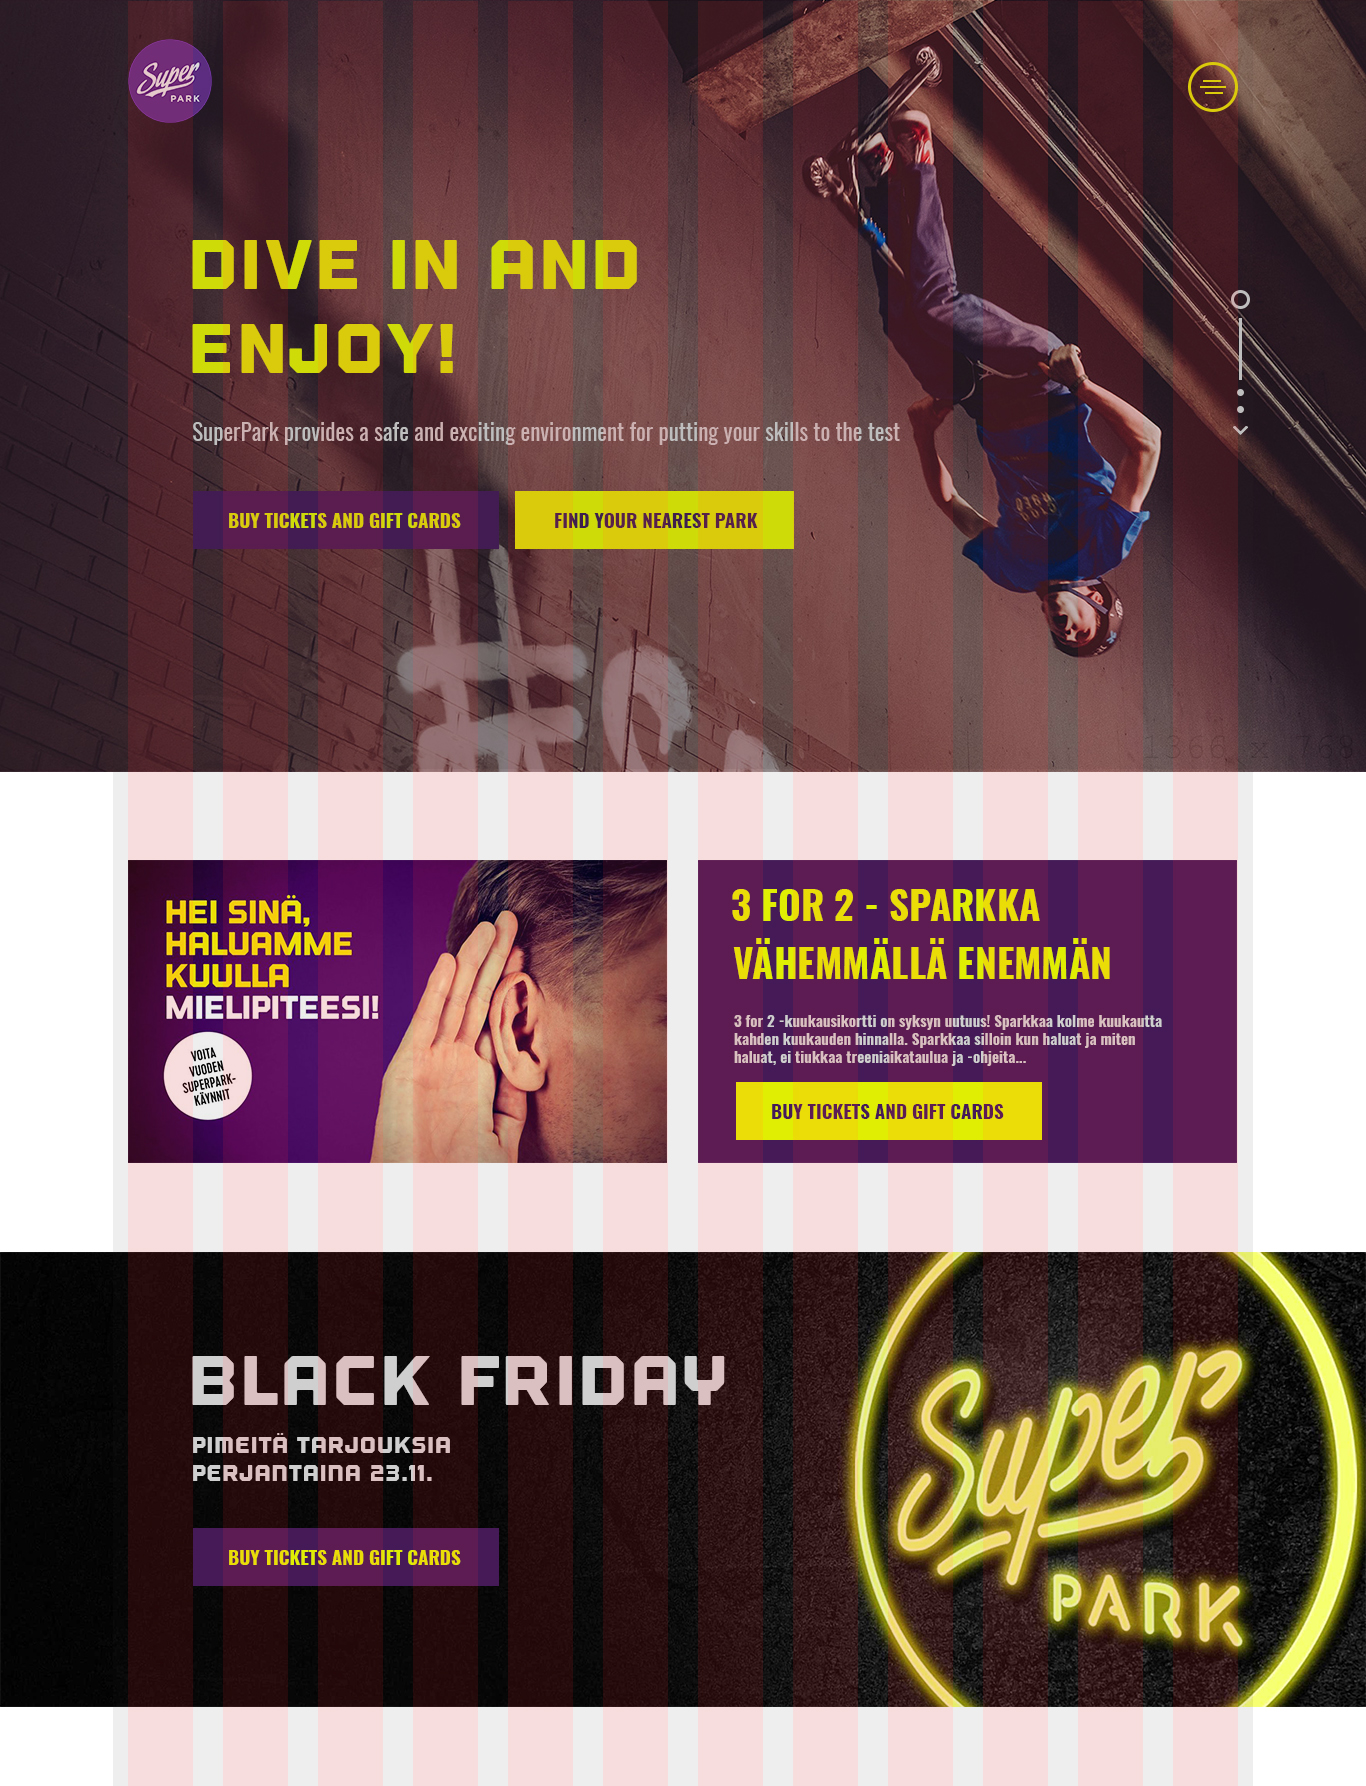 Super
PARK
DIVE IN AND
ENJOY!
SuperPark provides a safe and exciting environment for putting your skills to the test
BUY TICKETS AND GIFT CARDS
FIND YOUR NEAREST PARK
1366 x 768
HEI SINÄ,
HALUAMME
KUULLA
MIELIPITEESI!
VOITA
VUODEN
SUPERPARK-
KÄYNNIT
3 FOR 2 - SPARKKA
VÄHEMMÄLLÄ ENEMMÄN
3 for 2 -kuukausikortti on syksyn uutuus! Sparkkaa kolme kuukautta
kahden kuukauden hinnalla. Sparkkaa silloin kun haluat ja miten
haluat, ei tiukkaa treeniaikataulua ja -ohjeita...
BUY TICKETS AND GIFT CARDS
BLACK FRIDAY
PIMEITÄ TARJOUKSIA
PERJANTAINA 23.11.
BUY TICKETS AND GIFT CARDS
Super
PARK